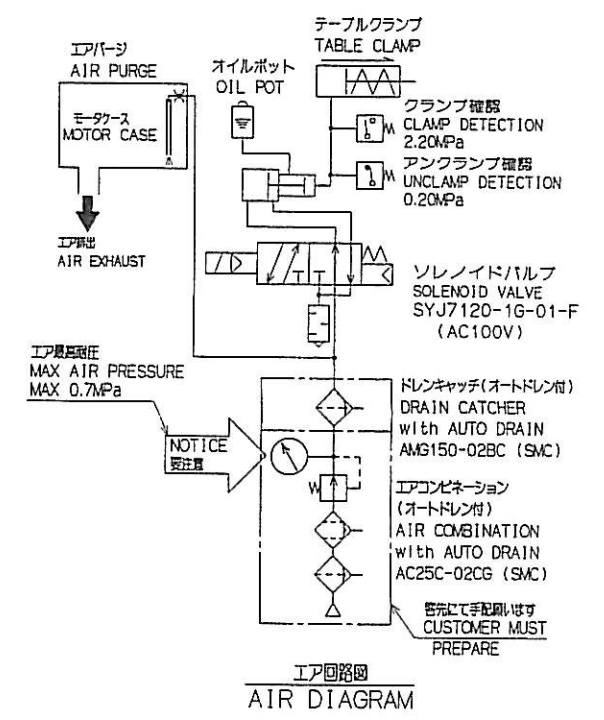 テーブルクランプ
TABLE CLAMP
エアパージ
AIR PURGE
オイルポット
OIL POT
モータケース
MOTOR CASE
クランプ確認
CLAMP DETECTION
2.20MPa
アンクランプ確認
UNCLAMP DETECTION
0.20MPa
エア排出
AIR EXHAUST
ソレノイドバルブ
SOLENOID VALVE
SYJ7120-1G-01-F
(AC100V)
エア最高耐圧
MAX AIR PRESSURE
MAX 0.7MPa
ドレンキャッチ(オートドレン付)
DRAIN CATCHER
with AUTO DRAIN
AMG150-02BC (SMC)
NOTICE
要注意
エアコンビネーション
(オートドレン付)
AIR COMBINATION
with AUTO DRAIN
AC25C-02CG (SMC)
客先にて手配願います
CUSTOMER MUST
PREPARE
エア回路図
AIR DIAGRAM